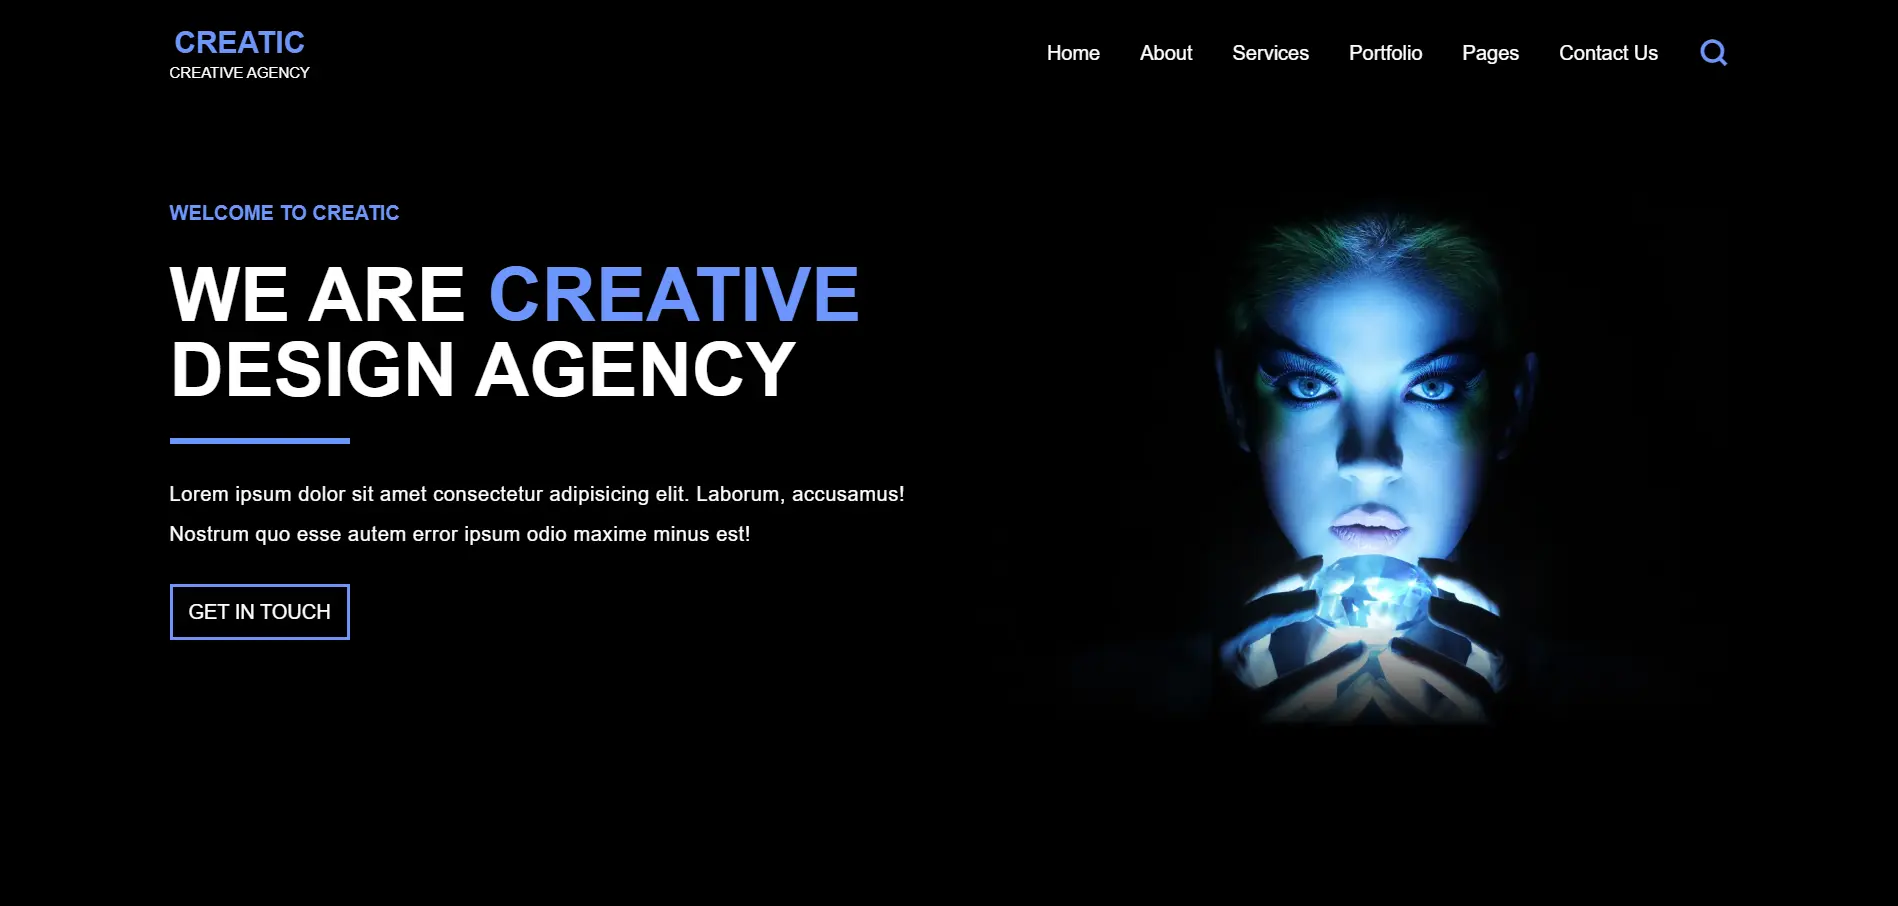 CREATIC
CREATIVE AGENCY
Home About Services Portfolio Pages Contact Us
WELCOME TO CREATIC
WE ARE CREATIVE
DESIGN AGENCY
Lorem ipsum dolor sit amet consectetur adipisicing elit. Laborum, accusamus!
Nostrum quo esse autem error ipsum odio maxime minus est!
GET IN TOUCH